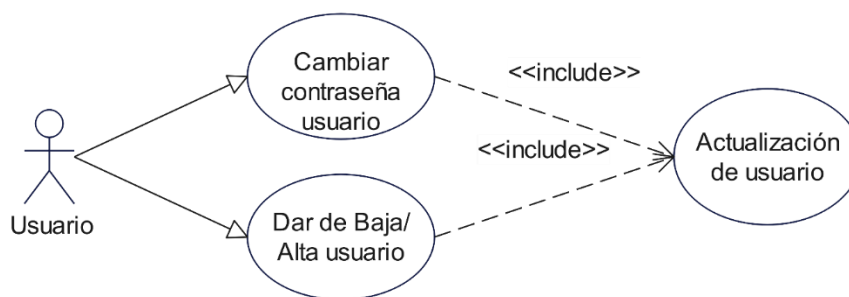 Cambiar
contraseña
usuario
<<include>>
<<include>>
Actualización
de usuario
Usuario
Dar de Baja/
Alta usuario